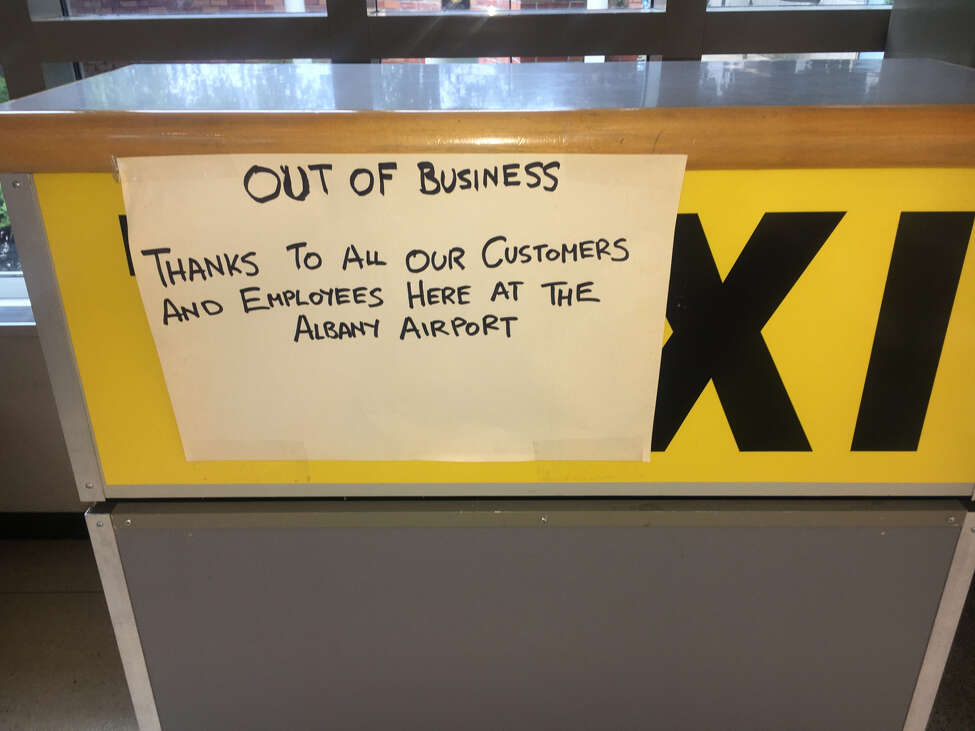 OUT OF BUSINESS
THANKS TO ALL OUR CUSTOMERS
AND EMPLOYEES HERE AT THE
ALBANY AIRPORT
XI